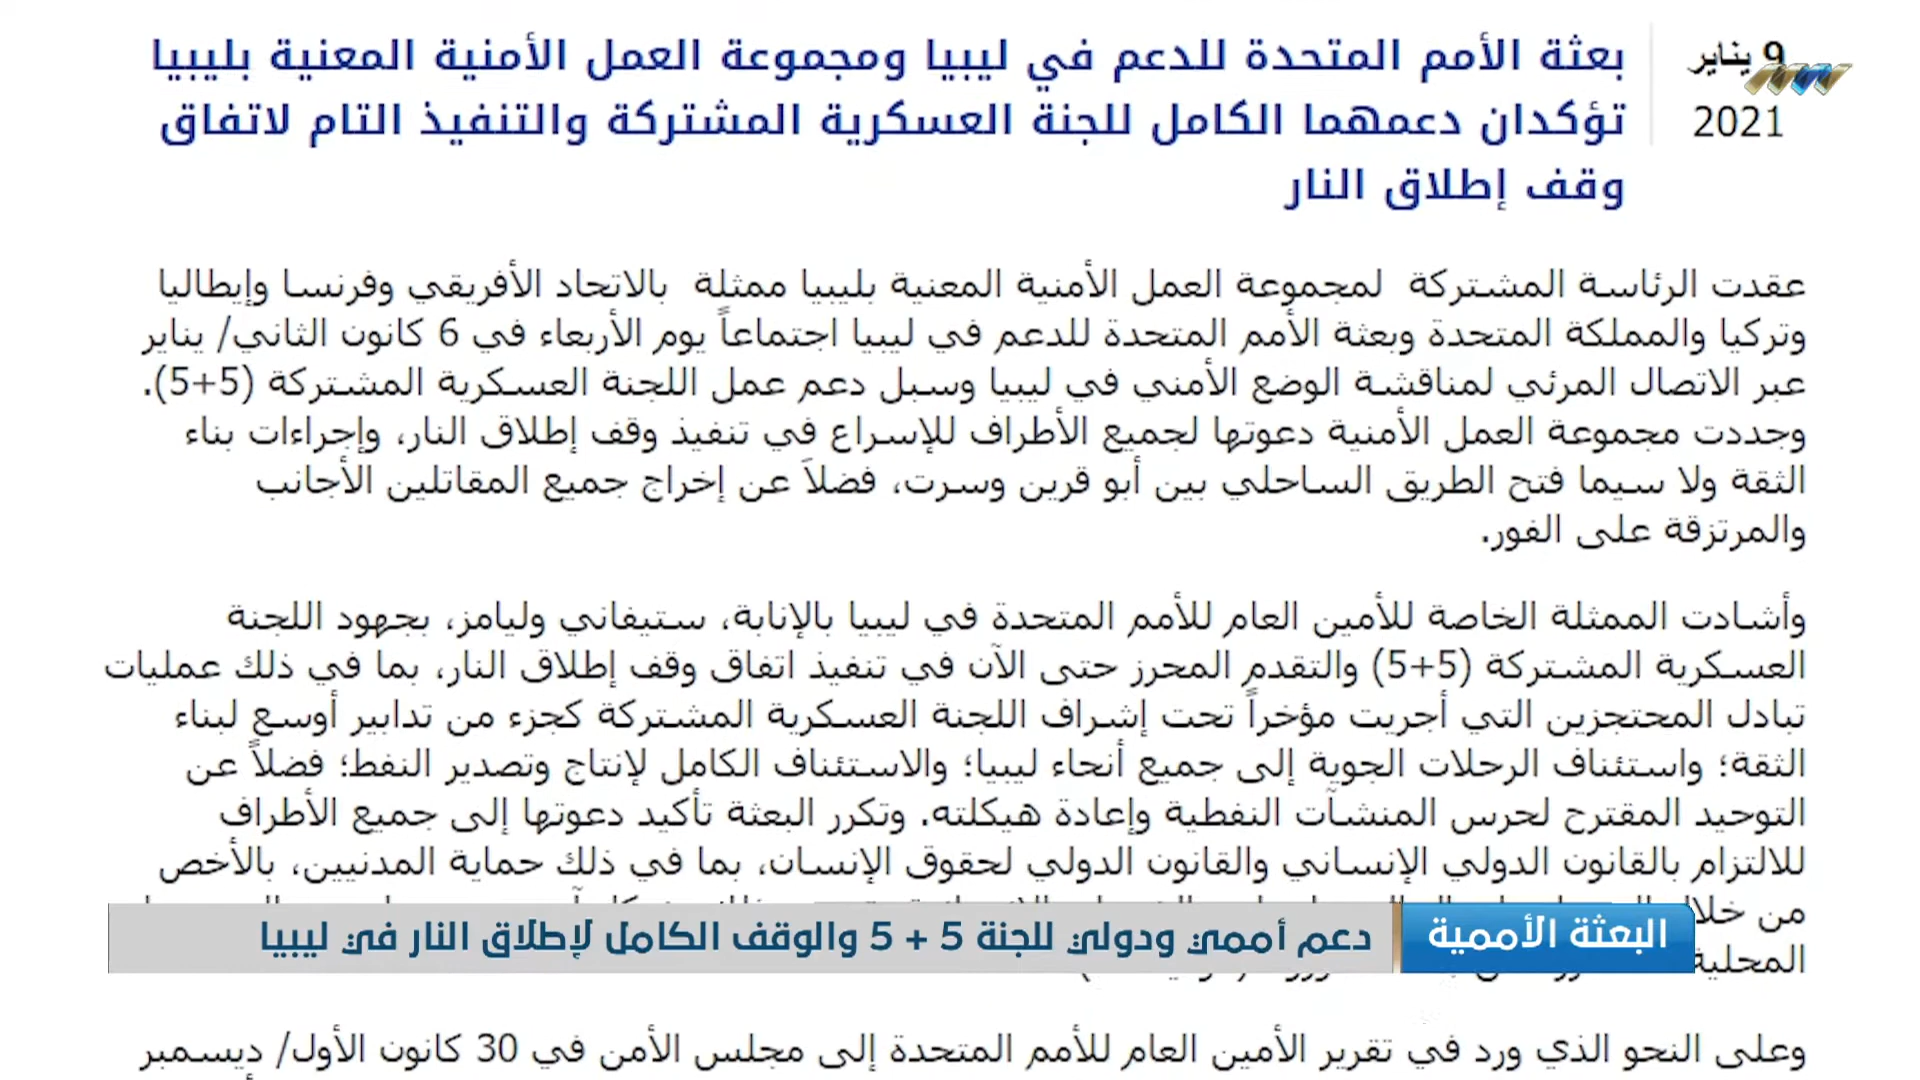 9 يناير
2021
بعثة الأمم المتحدة للدعم في ليبيا ومجموعة العمل الأمنية المعنية بليبيا
تؤكدان دعمهما الكامل للجنة العسكرية المشتركة والتنفيذ التام لاتفاق
وقف إطلاق النار
عقدت الرئاسة المشتركة لمجموعة العمل الأمنية المعنية بليبيا ممثلة بالاتحاد الأفريقي وفرنسا وإيطاليا
وتركيا والمملكة المتحدة وبعثة الأمم المتحدة للدعم في ليبيا اجتماعاً يوم الأربعاء في 6 كانون الثاني/ يناير
عبر الاتصال المرئي لمناقشة الوضع الأمني في ليبيا وسبل دعم عمل اللجنة العسكرية المشتركة (5+5).
وجددت مجموعة العمل الأمنية دعوتها لجميع الأطراف للإسراع في تنفيذ وقف إطلاق النار، وإجراءات بناء
الثقة ولا سيما فتح الطريق الساحلي بين أبو قرين وسرت، فضلاَ عن إخراج جميع المقاتلين الأجانب
والمرتزقة على الفور.
وأشادت الممثلة الخاصة للأمين العام للأمم المتحدة في ليبيا بالإنابة، ستيفاني وليامز، بجهود اللجنة
العسكرية المشتركة (5+5) والتقدم المحرز حتى الآن في تنفيذ اتفاق وقف إطلاق النار، بما في ذلك عمليات
تبادل المحتجزين التي أجريت مؤخراً تحت إشراف اللجنة العسكرية المشتركة كجزء من تدابير أوسع لبناء
الثقة؛ واستئناف الرحلات الجوية إلى جميع أنحاء ليبيا؛ والاستئناف الكامل لإنتاج وتصدير النفط؛ فضلاً عن
التوحيد المقترح لحرس المنشآت النفطية وإعادة هيكلته. وتكرر البعثة تأكيد دعوتها إلى جميع الأطراف
للالتزام بالقانون الدولي الإنساني والقانون الدولي لحقوق الإنسان، بما في ذلك حماية المدنيين، بالأخص
من خلال
البعثة الأممية
دعم أممي ودولي للجنة 5 + 5 والوقف الكامل لإطلاق النار في ليبيا
المحلية
وعلى النحو الذي ورد في تقرير الأمين العام للأمم المتحدة إلى مجلس الأمن في 30 كانون الأول/ ديسمبر